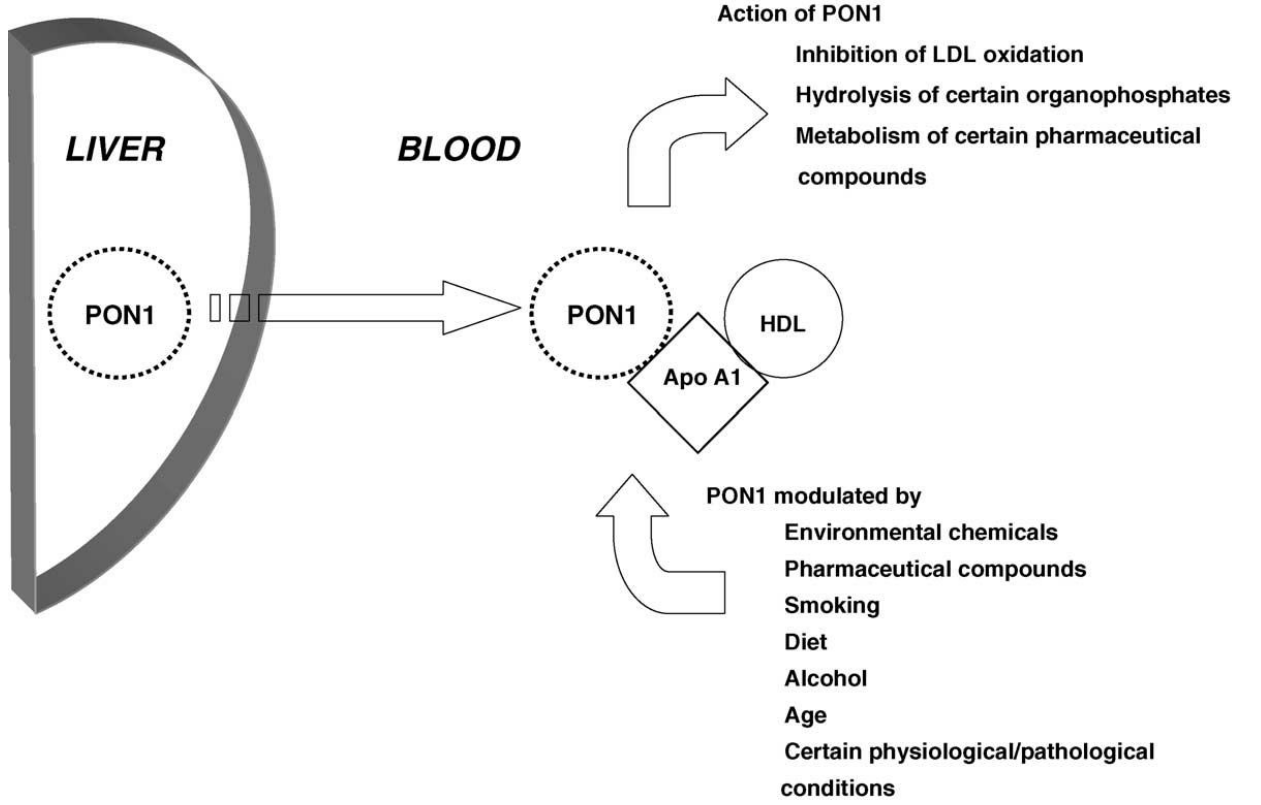 Action of PON1
Inhibition of LDL oxidation
Hydrolysis of certain organophosphates
Metabolism of certain pharmaceutical
compounds
LIVER
BLOOD
PON1
PON1
HDL
Apo A1
PON1 modulated by
Environmental chemicals
Pharmaceutical compounds
Smoking
Diet
Alcohol
Age
Certain physiological/pathological
conditions